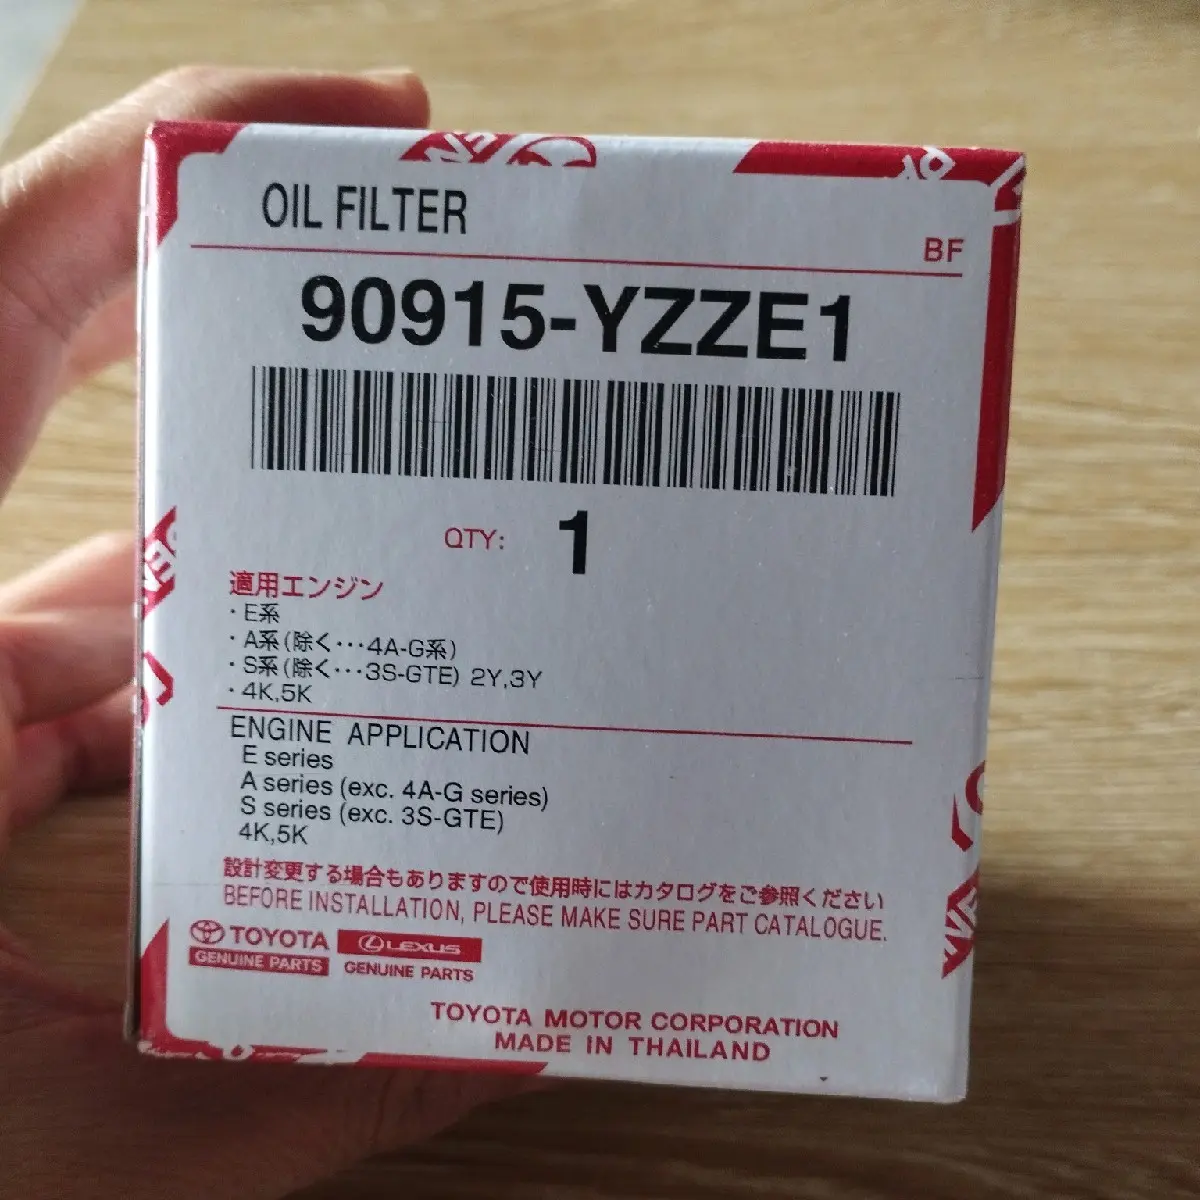 OIL FILTER
BF
90915-YZZE1
QTY: 1
適用エンジン
・E系
・A系(除く・・・4A-G系)
・S系(除く・・・3S-GTE) 2Y,3Y
・4K,5K
ENGINE APPLICATION
E series
A series (exc. 4A-G series)
S series (exc. 3S-GTE)
4K,5K
設計変更する場合もありますので使用時にはカタログをご参照ください
BEFORE INSTALLATION, PLEASE MAKE SURE PART CATALOGUE.
TOYOTA LEXUS
GENUINE PARTS GENUINE PARTS
TOYOTA MOTOR CORPORATION
MADE IN THAILAND